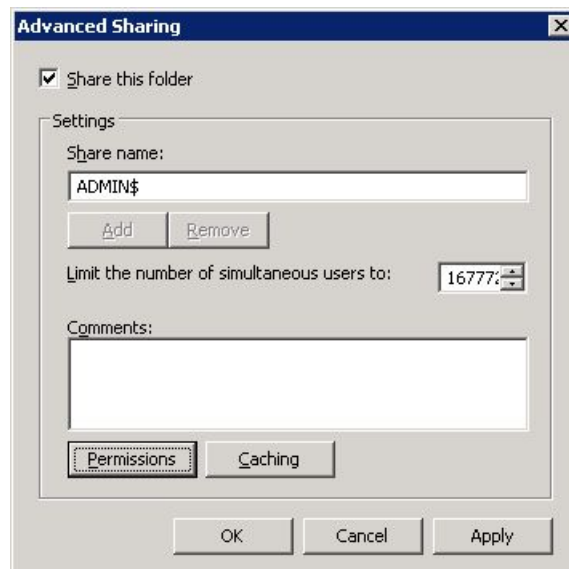 Advanced Sharing
Share this folder
Settings
Share name:
ADMIN$
Add Remove
Limit the number of simultaneous users to: 16777
Comments:
Permissions Caching
OK Cancel Apply